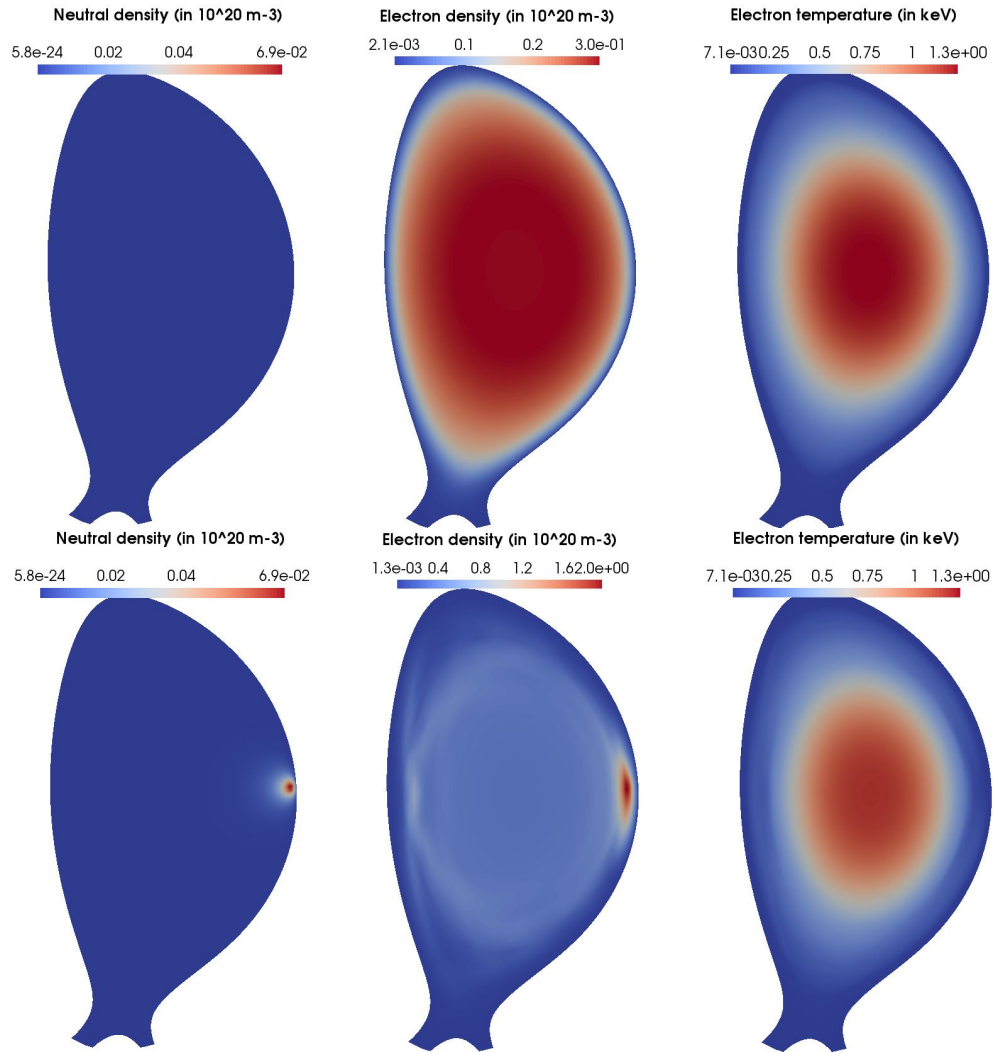 Neutral density (in 10^20 m-3)
5.8e-24 0.02 0.04 6.9e-02
Electron density (in 10^20 m-3)
2.1e-03 0.1 0.2 3.0e-01
Electron temperature (in keV)
7.1e-030.25 0.5 0.75 1 1.3e+00
Neutral density (in 10^20 m-3)
5.8e-24 0.02 0.04 6.9e-02
Electron density (in 10^20 m-3)
1.3e-03 0.4 0.8 1.2 1.62.0e+00
Electron temperature (in keV)
7.1e-030.25 0.5 0.75 1 1.3e+00